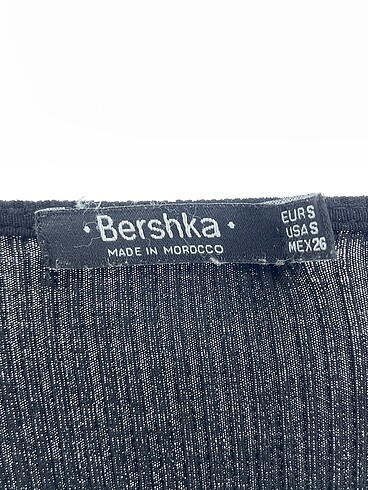 · Bershka ·
MADE IN MOROCCO
EUR S
USA S
MEX 26